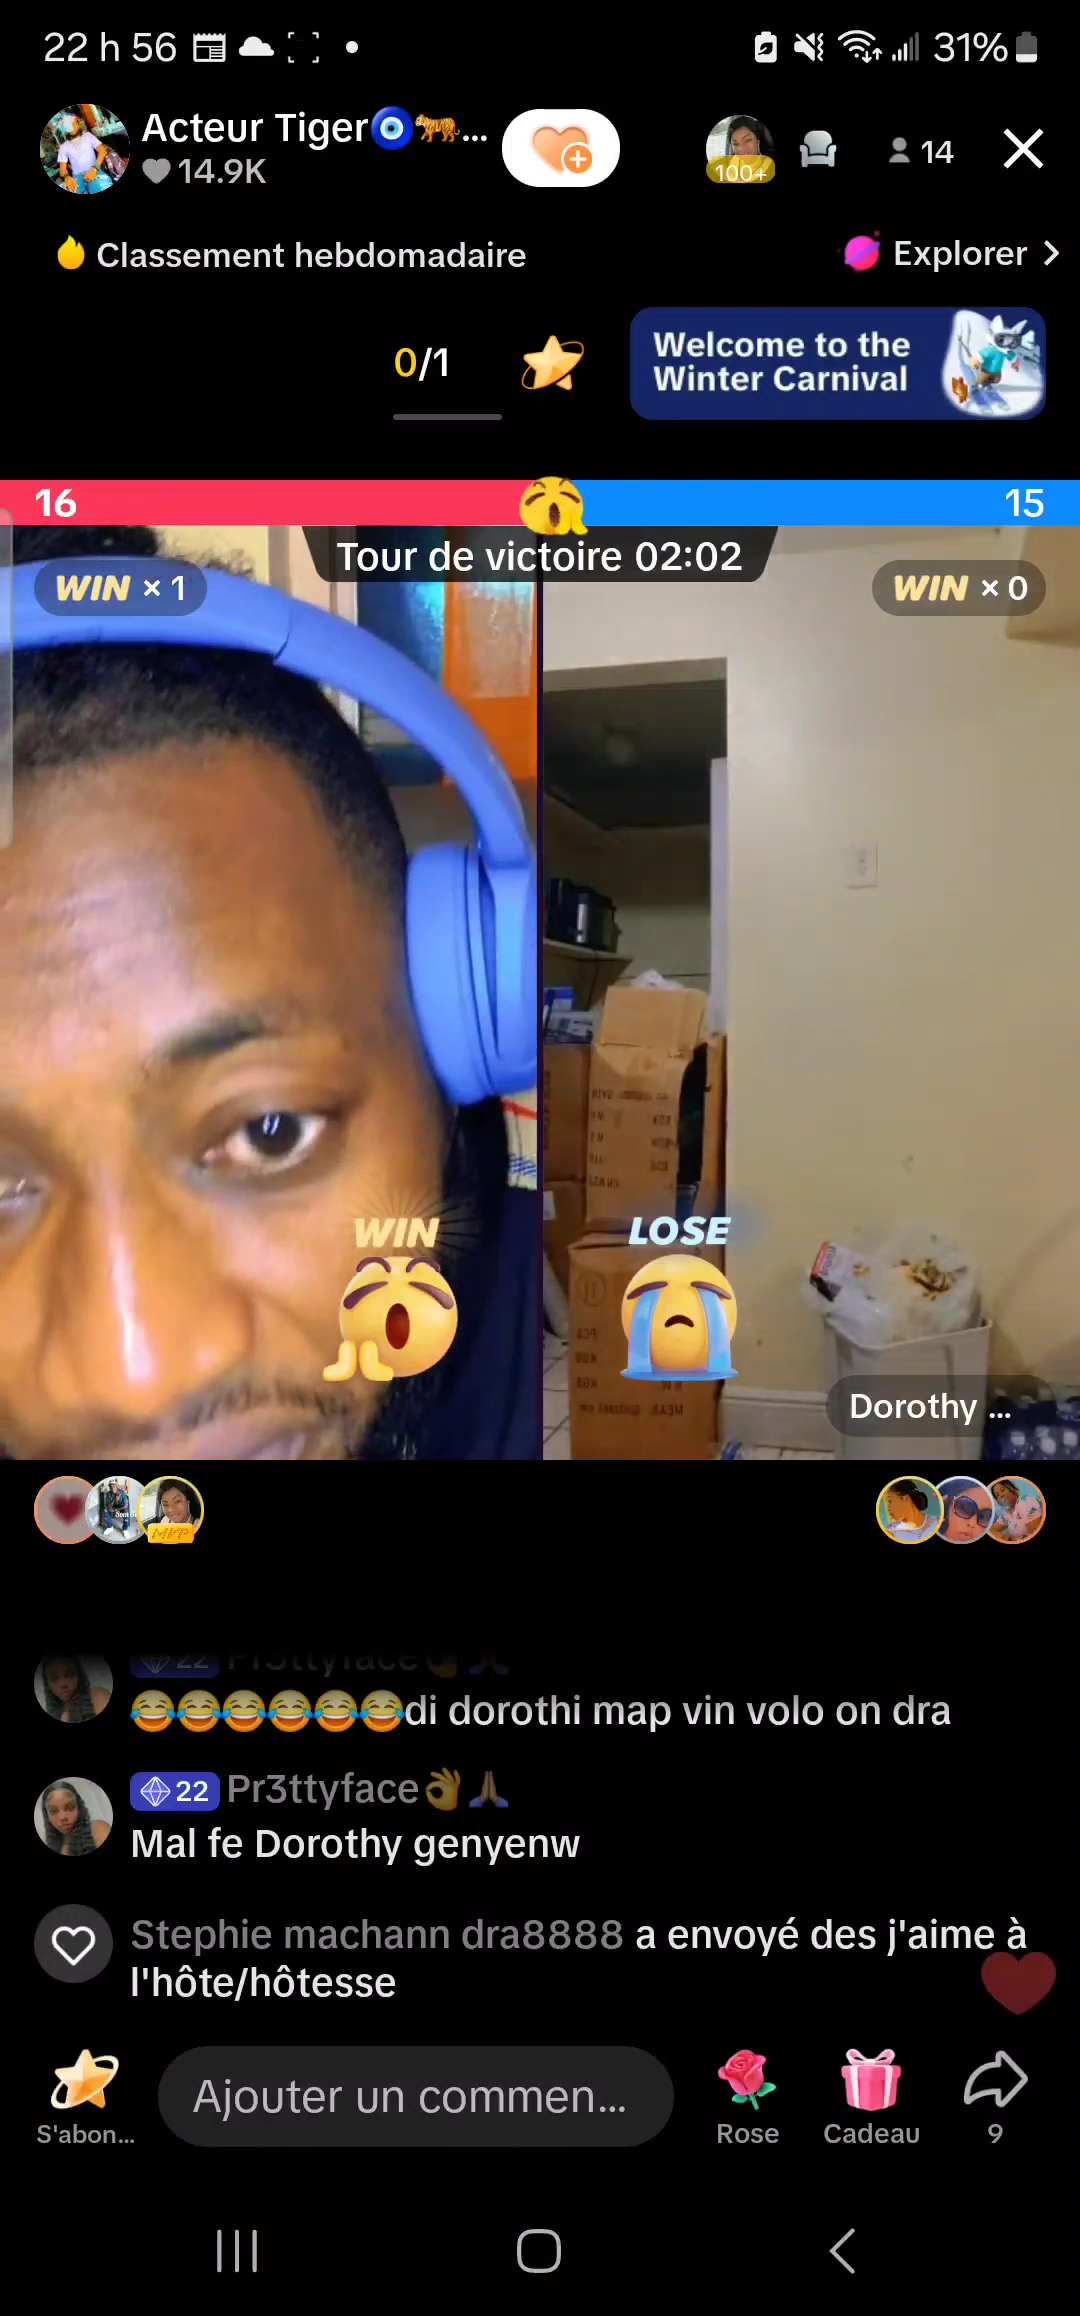 22 h 56
31%
Acteur Tiger🧿🐅...
14.9K
100+
14
Classement hebdomadaire
Explorer
0/1
Welcome to the
Winter Carnival
16
15
Tour de victoire 02:02
WIN × 1
WIN × 0
WIN
LOSE
Dorothy ...
MVP
22 Pr3ttyface👌🙏
😂😂😂😂😂😂di dorothi map vin volo on dra
22 Pr3ttyface👌🙏
Mal fe Dorothy genyenw
Stephie machann dra8888 a envoyé des j'aime à
l'hôte/hôtesse
S'abon...
Ajouter un commen...
Rose
Cadeau
9